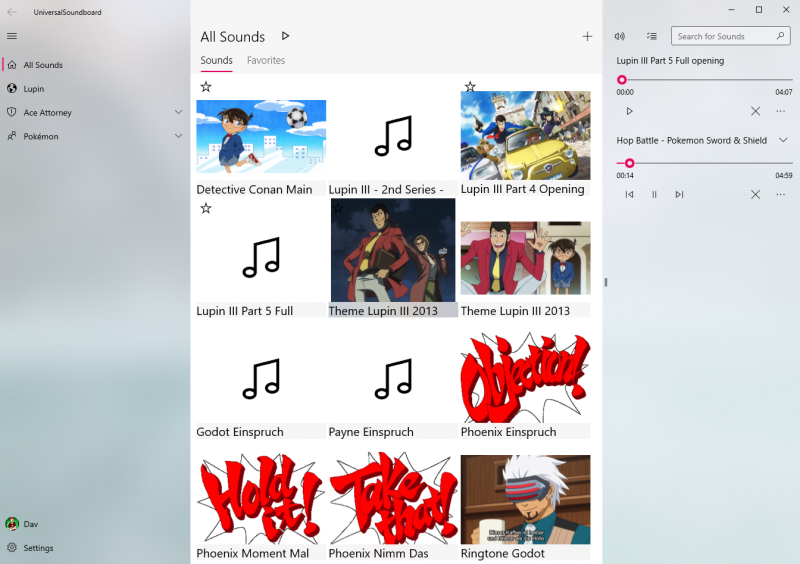 UniversalSoundboard
All Sounds
Lupin
Ace Attorney
Pokémon
Dav
Settings
All Sounds
Sounds
Favorites
Detective Conan Main
Lupin III - 2nd Series -
Lupin III Part 4 Opening
Lupin III Part 5 Full
Theme Lupin III 2013
Theme Lupin III 2013
Godot Einspruch
Payne Einspruch
Objection!
Phoenix Einspruch
Hold it!
Phoenix Moment Mal
Take that!
Phoenix Nimm Das
Ringtone Godot
Search for Sounds
Lupin III Part 5 Full opening
00:00
04:07
Hop Battle - Pokemon Sword & Shield
00:14
04:59